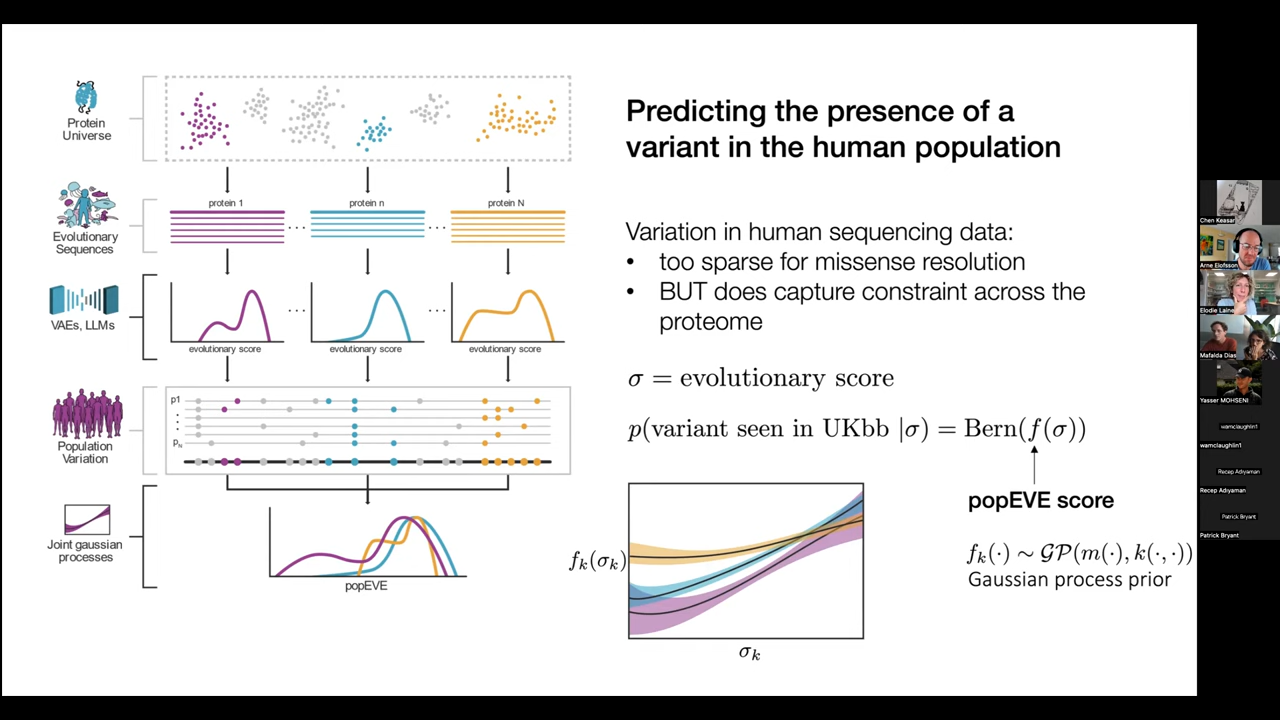 Protein
Universe
Evolutionary
Sequences
VAEs, LLMs
Population
Variation
Joint gaussian
processes
protein 1
protein n
protein N
...
...
evolutionary score
evolutionary score
evolutionary score
...
...
p1
:
p_N
popEVE
Predicting the presence of a
variant in the human population
Variation in human sequencing data:
• too sparse for missense resolution
• BUT does capture constraint across the
proteome
σ = evolutionary score
p(variant seen in UKbb |σ) = Bern(f(σ))
popEVE score
f_k(·) ~ 𝒢𝒫(m(·), k(·,·))
Gaussian process prior
f_k(σ_k)
σ_k
Chen Keasar
Arne Elofsson
Elodie Laine
Mafalda Dias
Yasser MOHSENI
wamclaughlin1
wamclaughlin1
Recep Adiyaman
Recep Adiyaman
Patrick Bryant
Patrick Bryant